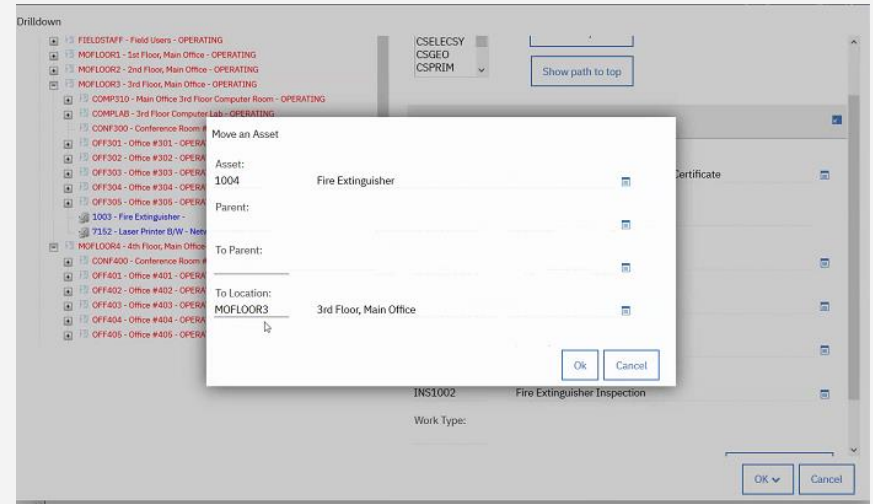 Drilldown
FIELDSTAFF - Field Users - OPERATING
MOFLOOR1 - 1st Floor, Main Office - OPERATING
MOFLOOR2 - 2nd Floor, Main Office - OPERATING
MOFLOOR3 - 3rd Floor, Main Office - OPERATING
COMP310 - Main Office 3rd Floor Computer Room - OPERATING
COMPLAB - 3rd Floor Computer Lab - OPERATING
CONF300 - Conference Room
OFF301 - Office #301 - OPERA
OFF302 - Office #302 - OPERA
OFF303 - Office #303 - OPERA
OFF304 - Office #304 - OPERA
OFF305 - Office #305 - OPERA
1003 - Fire Extinguisher -
7152 - Laser Printer B/W - Net
MOFLOOR4 - 4th Floor, Main Office
CONF400 - Conference Room
OFF401 - Office #401 - OPERA
OFF402 - Office #402 - OPERA
OFF403 - Office #403 - OPERA
OFF404 - Office #404 - OPERA
OFF405 - Office #405 - OPERA
CSELECSY
CSGEO
CSPRIM
Show path to top
Move an Asset
Asset:
1004 Fire Extinguisher
Parent:
To Parent:
To Location:
MOFLOOR3 3rd Floor, Main Office
Ok Cancel
Certificate
INS1002 Fire Extinguisher Inspection
Work Type:
OK Cancel